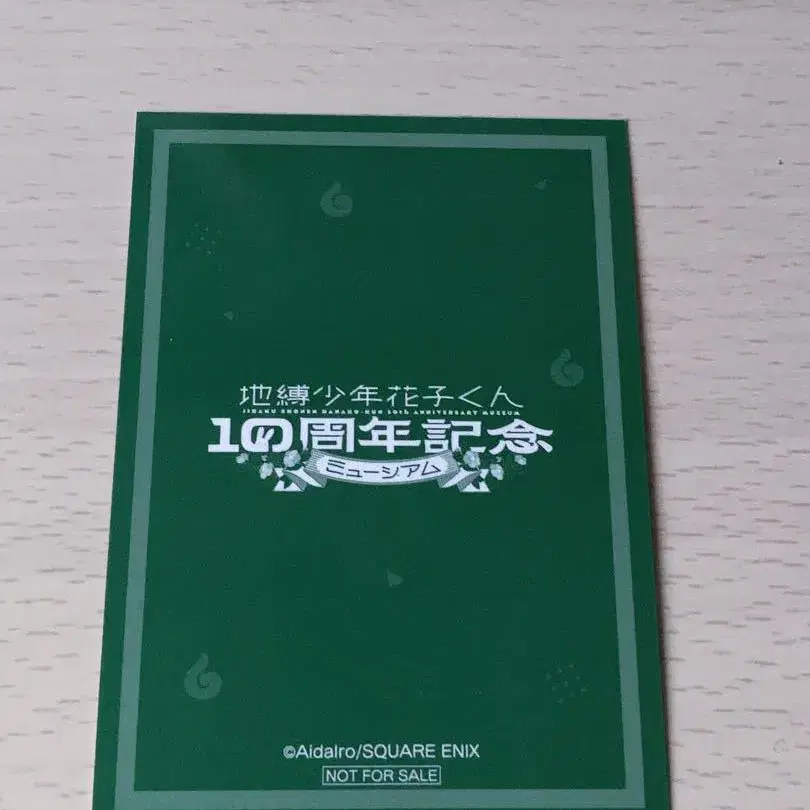 地縛少年花子くん
JIBAKU SHONEN HANAKO-KUN 10th ANNIVERSARY MUSEUM
10周年記念
ミュージアム
©AidaIro/SQUARE ENIX
NOT FOR SALE